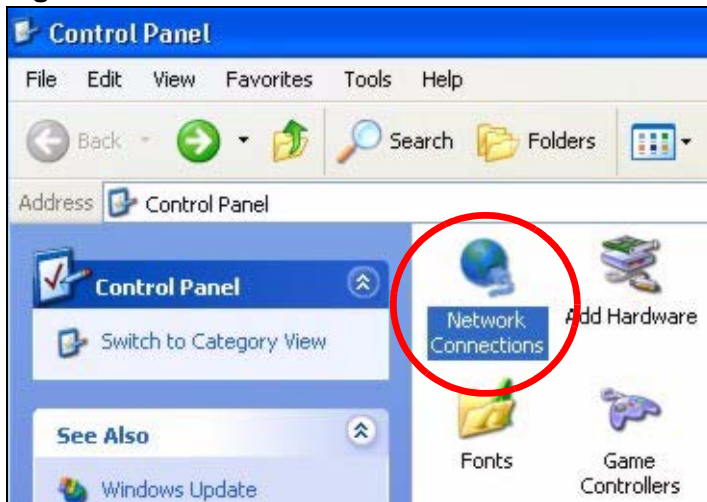 Control Panel
File Edit View Favorites Tools Help
Back Search Folders
Address Control Panel
Control Panel
Switch to Category View
See Also
Windows Update
Network
Connections
Add Hardware
Fonts
Game
Controllers